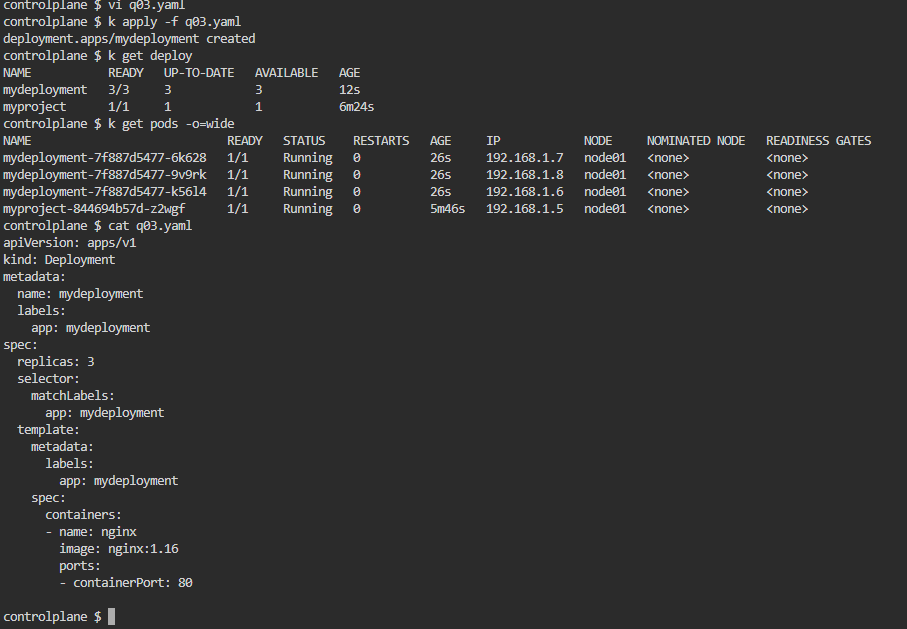 controlplane $ vi q03.yaml
controlplane $ k apply -f q03.yaml
deployment.apps/mydeployment created
controlplane $ k get deploy
NAME           READY   UP-TO-DATE   AVAILABLE   AGE
mydeployment   3/3     3            3           12s
myproject      1/1     1            1           6m24s
controlplane $ k get pods -o=wide
NAME                            READY   STATUS    RESTARTS   AGE     IP            NODE     NOMINATED NODE   READINESS GATES
mydeployment-7f887d5477-6k628   1/1     Running   0          26s     192.168.1.7   node01   <none>           <none>
mydeployment-7f887d5477-9v9rk   1/1     Running   0          26s     192.168.1.8   node01   <none>           <none>
mydeployment-7f887d5477-k56l4   1/1     Running   0          26s     192.168.1.6   node01   <none>           <none>
myproject-844694b57d-z2wgf      1/1     Running   0          5m46s   192.168.1.5   node01   <none>           <none>
controlplane $ cat q03.yaml
apiVersion: apps/v1
kind: Deployment
metadata:
  name: mydeployment
  labels:
    app: mydeployment
spec:
  replicas: 3
  selector:
    matchLabels:
      app: mydeployment
  template:
    metadata:
      labels:
        app: mydeployment
    spec:
      containers:
      - name: nginx
        image: nginx:1.16
        ports:
        - containerPort: 80
controlplane $